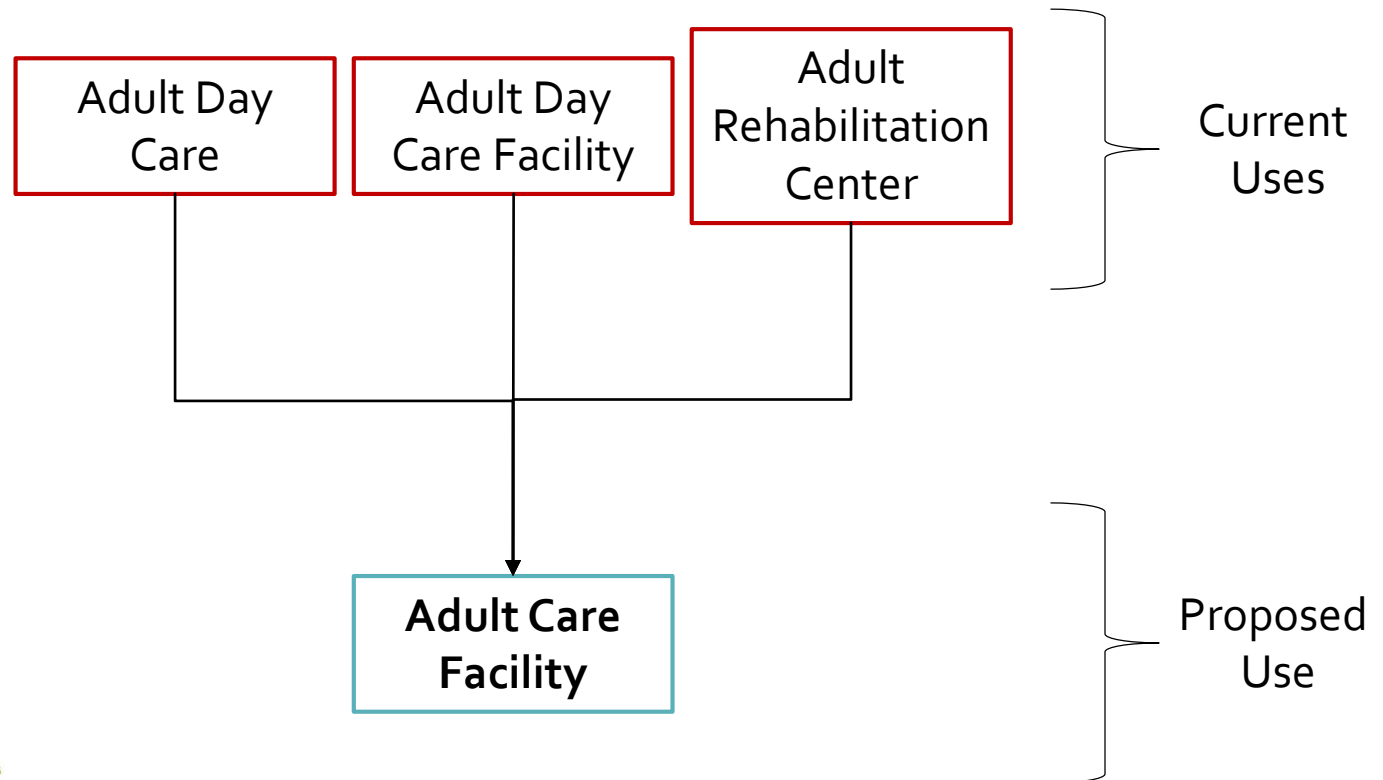 Adult Day
Care
Adult Day
Care Facility
Adult
Rehabilitation
Center
Current
Uses
Adult Care
Facility
Proposed
Use